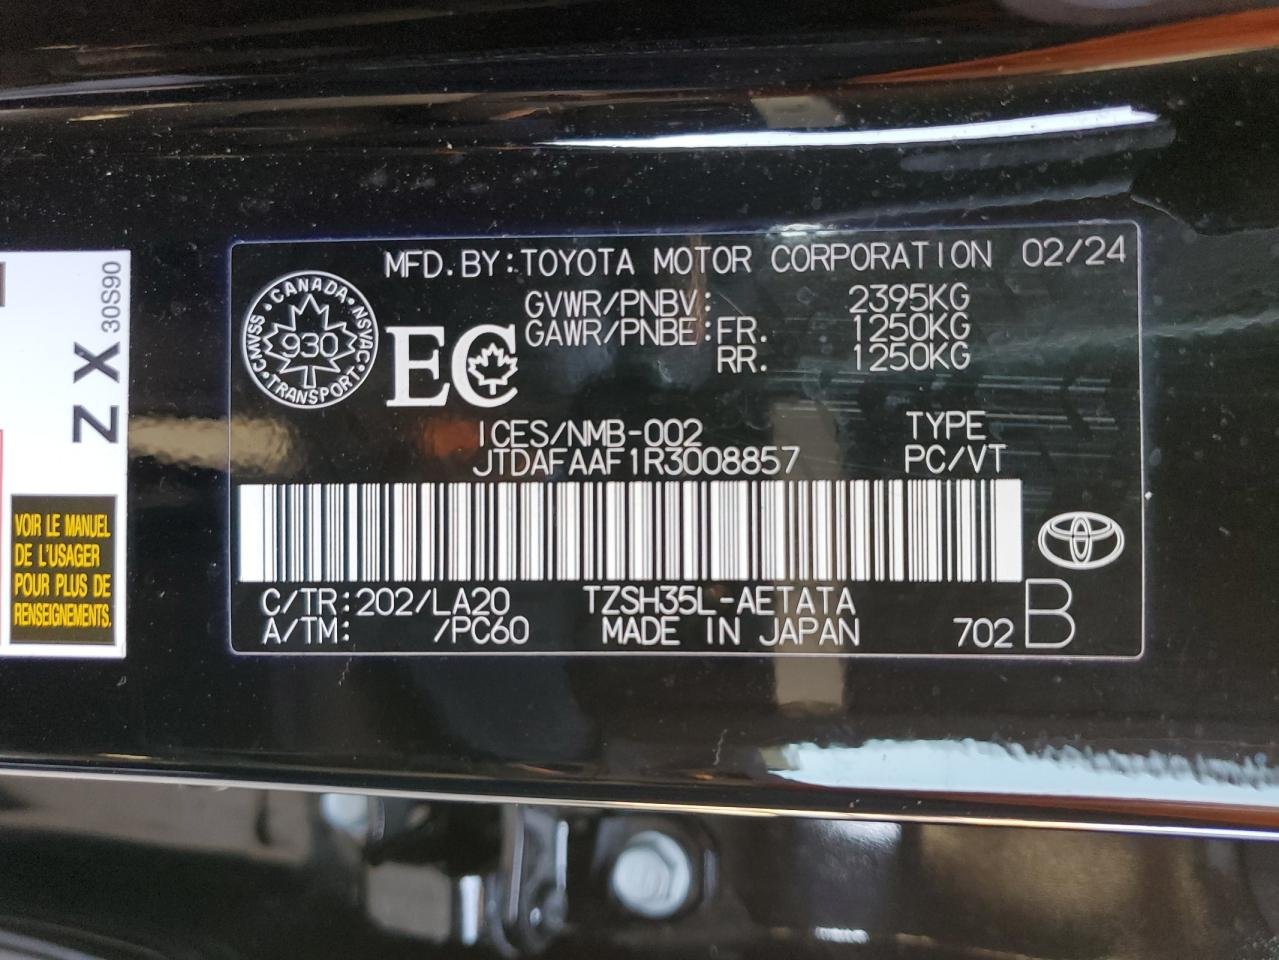 MFD.BY:TOYOTA MOTOR CORPORATION 02/24
GVWR/PNBV: 2395KG
GAWR/PNBE:FR. 1250KG
RR. 1250KG
CANADA
CMVSS 930 NSVAC
TRANSPORT
EC
ICES/NMB-002 TYPE
JTDAFAAF1R3008857 PC/VT
C/TR:202/LA20 TZSH35L-AETATA
A/TM: /PC60 MADE IN JAPAN 702 B
ZX 30S90
VOIR LE MANUEL
DE L'USAGER
POUR PLUS DE
RENSEIGNEMENTS.